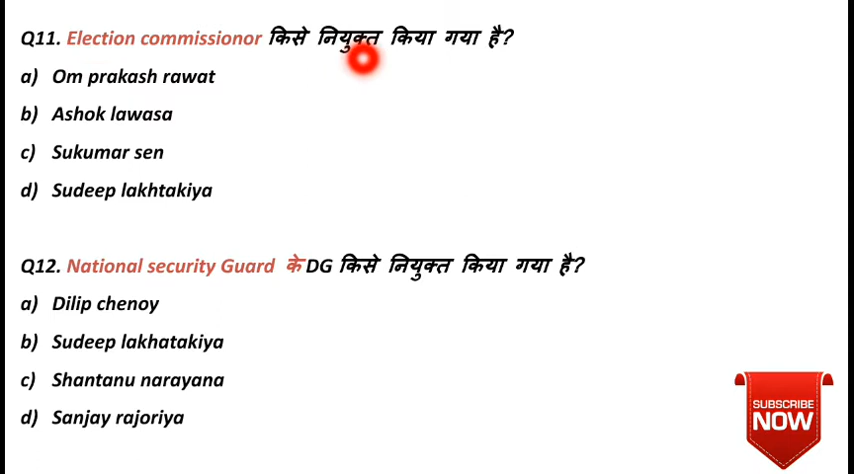 Q11. Election commissionor किसे नियुक्त किया गया है?
a) Om prakash rawat
b) Ashok lawasa
c) Sukumar sen
d) Sudeep lakhtakiya
Q12. National security Guard के DG किसे नियुक्त किया गया है?
a) Dilip chenoy
b) Sudeep lakhatakiya
c) Shantanu narayana
d) Sanjay rajoriya
SUBSCRIBE
NOW